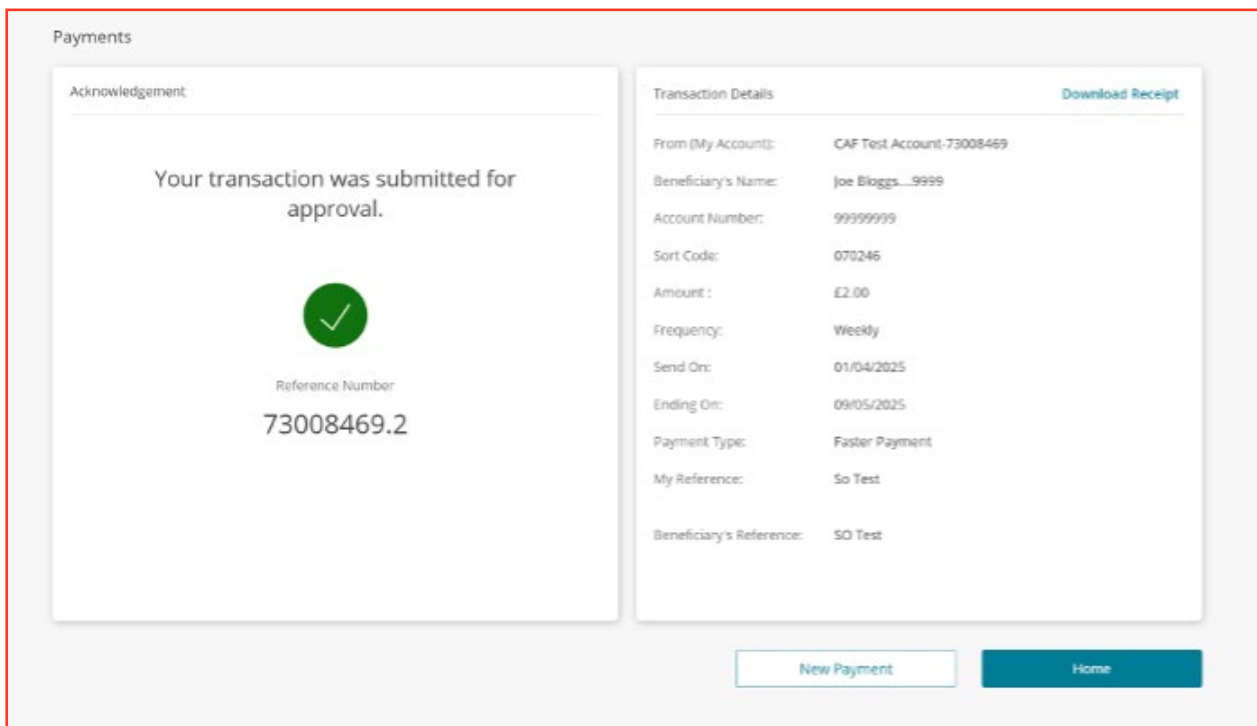 Payments
Acknowledgement
Your transaction was submitted for
approval.
Reference Number
73008469.2
Transaction Details Download Receipt
From (My Account): CAF Test Account-73008469
Beneficiary's Name: Joe Bloggs....9999
Account Number: 99999999
Sort Code: 070246
Amount : £2.00
Frequency: Weekly
Send On: 01/04/2025
Ending On: 09/05/2025
Payment Type: Faster Payment
My Reference: So Test
Beneficiary's Reference: SO Test
New Payment Home